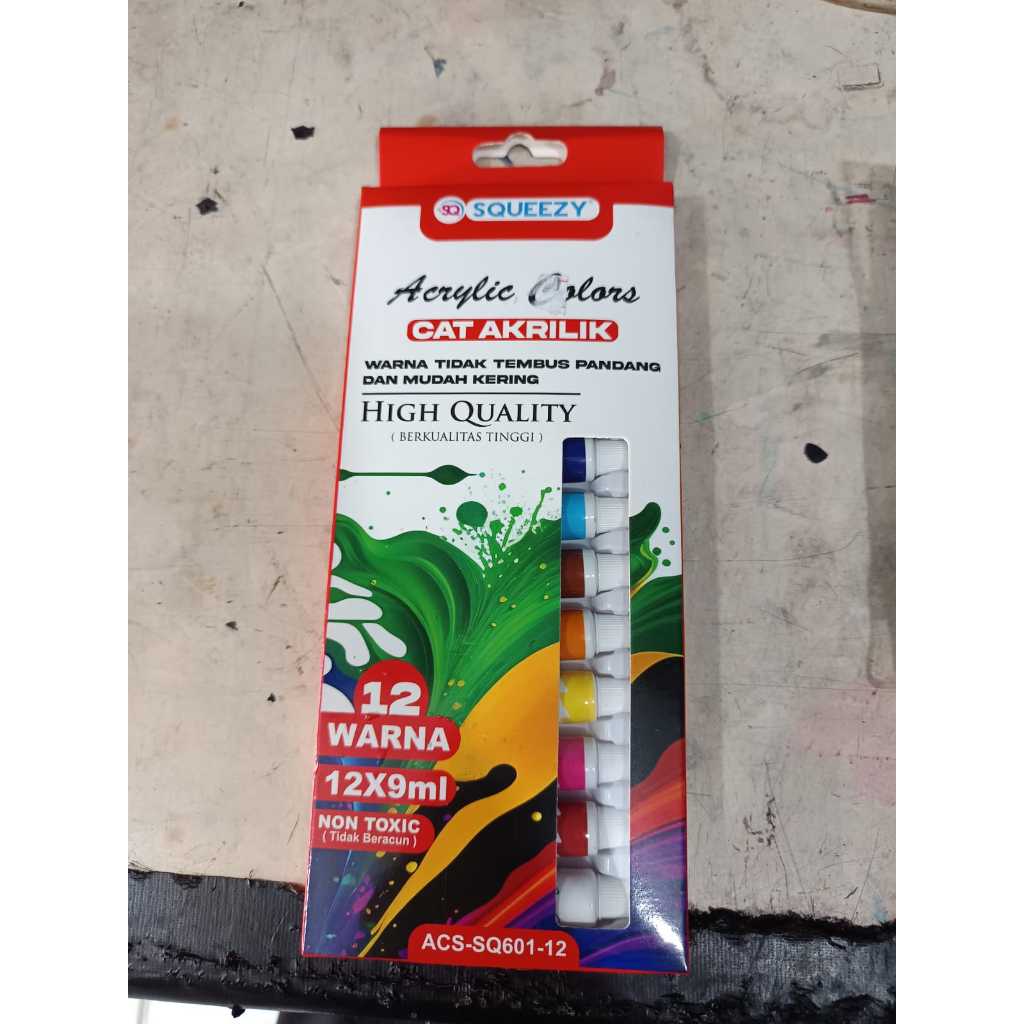 SQ SQUEEZY
Acrylic Colors
CAT AKRILIK
WARNA TIDAK TEMBUS PANDANG
DAN MUDAH KERING
HIGH QUALITY
( BERKUALITAS TINGGI )
12
WARNA
12X9ml
NON TOXIC
( Tidak Beracun )
ACS-SQ601-12